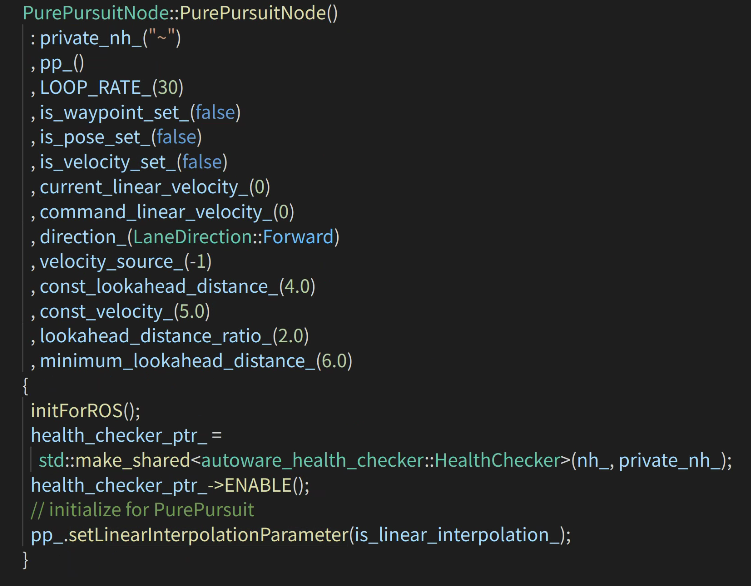 PurePursuitNode::PurePursuitNode()
: private_nh_("~")
, pp_()
, LOOP_RATE_(30)
, is_waypoint_set_(false)
, is_pose_set_(false)
, is_velocity_set_(false)
, current_linear_velocity_(0)
, command_linear_velocity_(0)
, direction_(LaneDirection::Forward)
, velocity_source_(-1)
, const_lookahead_distance_(4.0)
, const_velocity_(5.0)
, lookahead_distance_ratio_(2.0)
, minimum_lookahead_distance_(6.0)
{
initForROS();
health_checker_ptr_ =
std::make_shared<autoware_health_checker::HealthChecker>(nh_, private_nh_);
health_checker_ptr_->ENABLE();
// initialize for PurePursuit
pp_.setLinearInterpolationParameter(is_linear_interpolation_);
}